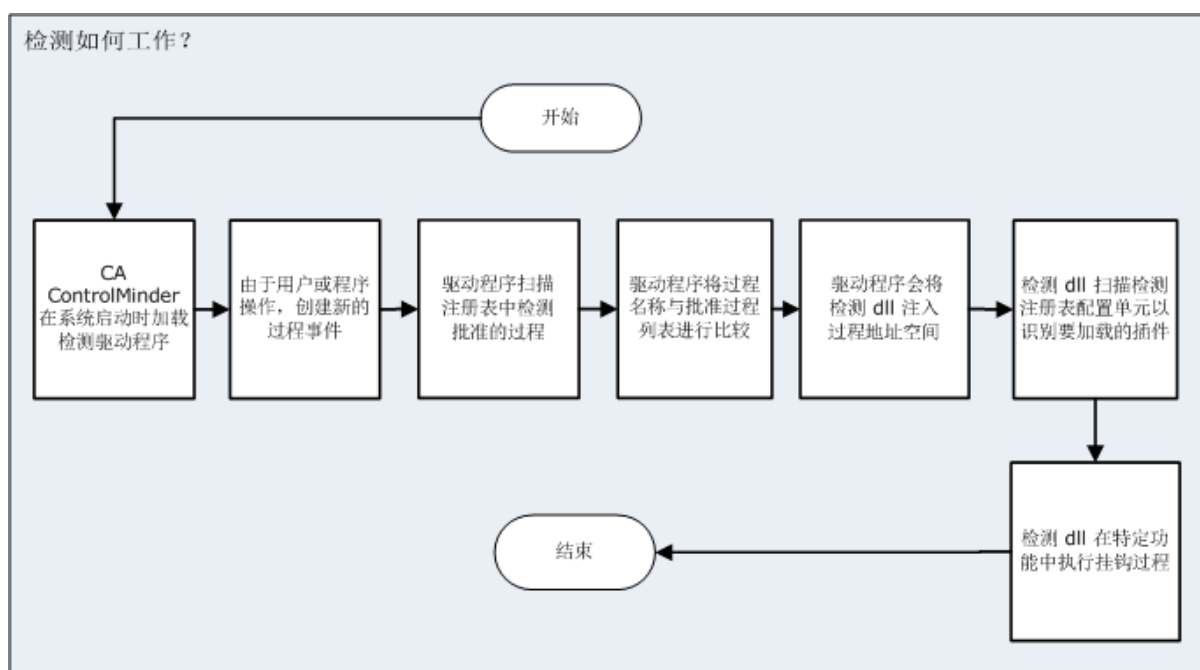 检测如何工作?
开始
CA
ControlMinder
在系统启动时加载
检测驱动程序
由于用户或程序
操作，创建新的
过程事件
驱动程序扫描
注册表中检测
批准的过程
驱动程序将过程
名称与批准过程
列表进行比较
驱动程序会将
检测 dll 注入
过程地址空间
检测 dll 扫描检测
注册表配置单元以
识别要加载的插件
检测 dll 在特定功
能中执行挂钩过程
结束